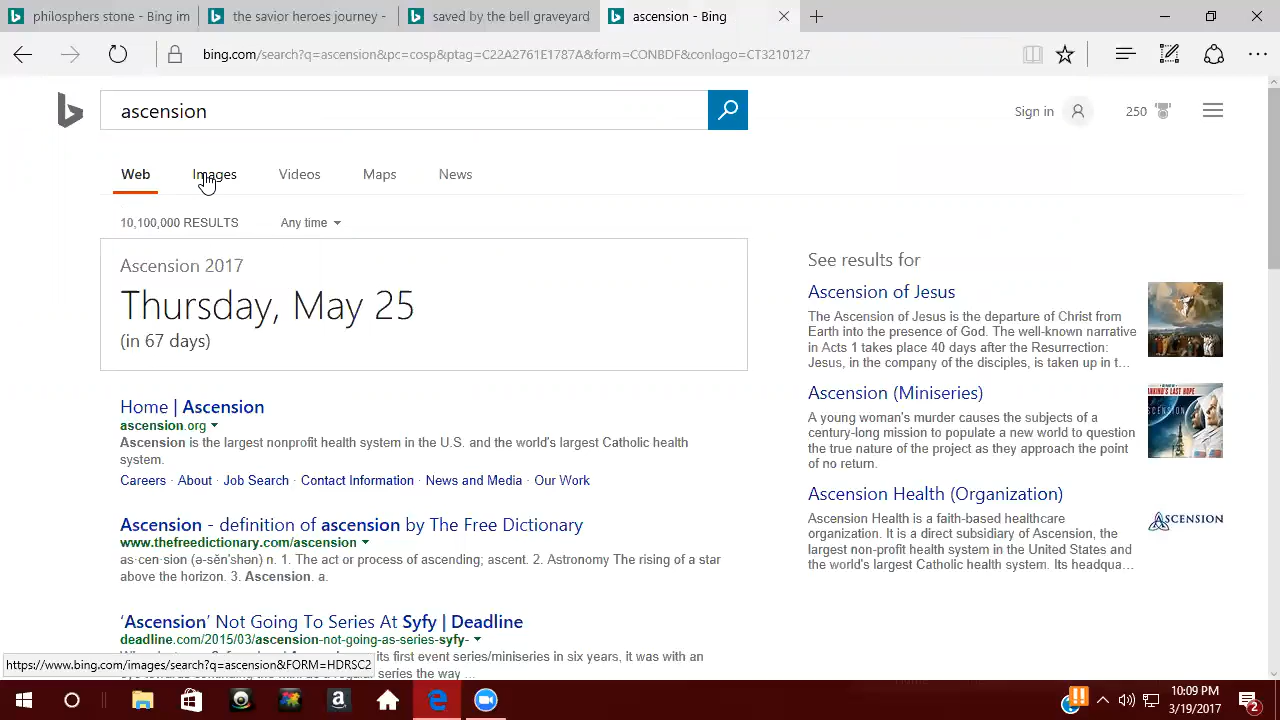 philosphers stone - Bing im
the savior heroes journey -
saved by the bell graveyard
ascension - Bing
bing.com/search?q=ascension&pc=cosp&ptag=C22A2761E1787A&form=CONBDF&conlogo=CT3210127
ascension
Sign in
250
Web
Images
Videos
Maps
News
10,100,000 RESULTS
Any time
Ascension 2017
Thursday, May 25
(in 67 days)
Home | Ascension
ascension.org
Ascension is the largest nonprofit health system in the U.S. and the world's largest Catholic health
system.
Careers · About · Job Search · Contact Information · News and Media · Our Work
Ascension - definition of ascension by The Free Dictionary
www.thefreedictionary.com/ascension
as·cen·sion (ə-sĕn′shən) n. 1. The act or process of ascending; ascent. 2. Astronomy The rising of a star
above the horizon. 3. Ascension. a.
‘Ascension’ Not Going To Series At Syfy | Deadline
deadline.com/2015/03/ascension-not-going-as-series-syfy-
its first event series/miniseries in six years, it was with an
See results for
Ascension of Jesus
The Ascension of Jesus is the departure of Christ from
Earth into the presence of God. The well-known narrative
in Acts 1 takes place 40 days after the Resurrection:
Jesus, in the company of the disciples, is taken up in t...
Ascension (Miniseries)
A young woman's murder causes the subjects of a
century-long mission to populate a new world to question
the true nature of the project as they approach the point
of no return.
ASCENSION
Ascension Health (Organization)
Ascension Health is a faith-based healthcare
organization. It is a direct subsidiary of Ascension, the
largest non-profit health system in the United States and
the world's largest Catholic health system. Its headqua...
ASCENSION
https://www.bing.com/images/search?q=ascension&FORM=HDRSC2
10:09 PM
3/19/2017
2